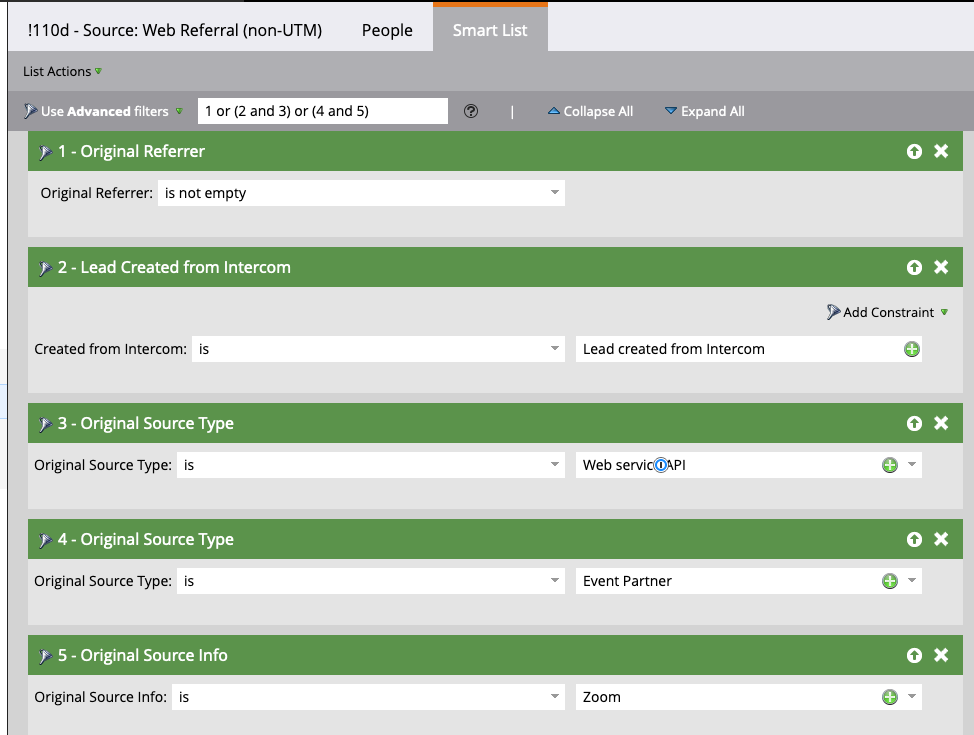 !110d - Source: Web Referral (non-UTM) People Smart List
List Actions
Use Advanced filters 1 or (2 and 3) or (4 and 5) ? | Collapse All Expand All
1 - Original Referrer
Original Referrer: is not empty
2 - Lead Created from Intercom
Add Constraint
Created from Intercom: is Lead created from Intercom
3 - Original Source Type
Original Source Type: is Web servic API
4 - Original Source Type
Original Source Type: is Event Partner
5 - Original Source Info
Original Source Info: is Zoom